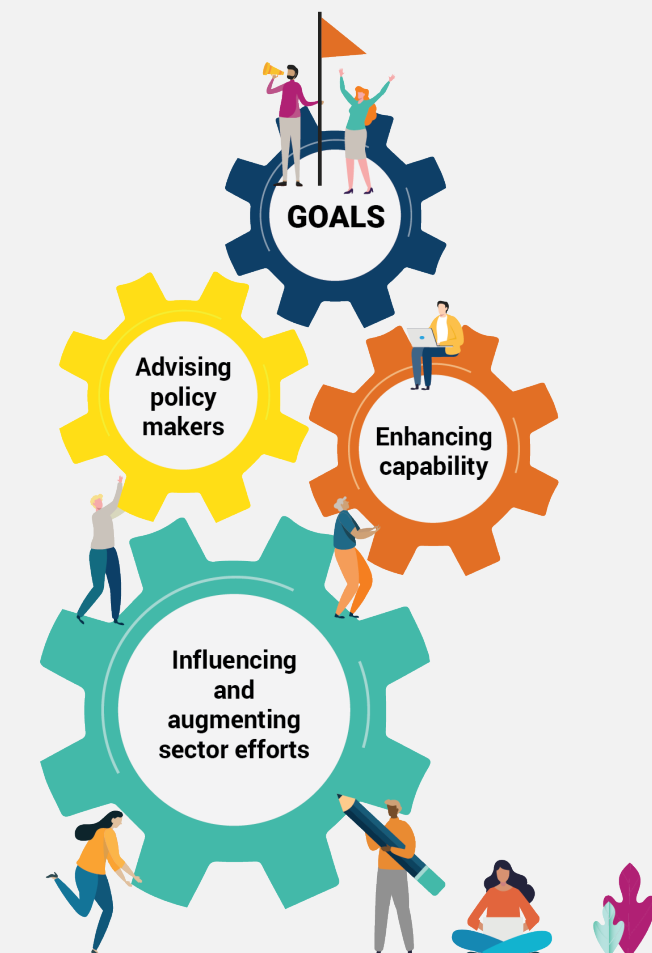 GOALS
Advising
policy
makers
Enhancing
capability
Influencing
and
augmenting
sector efforts